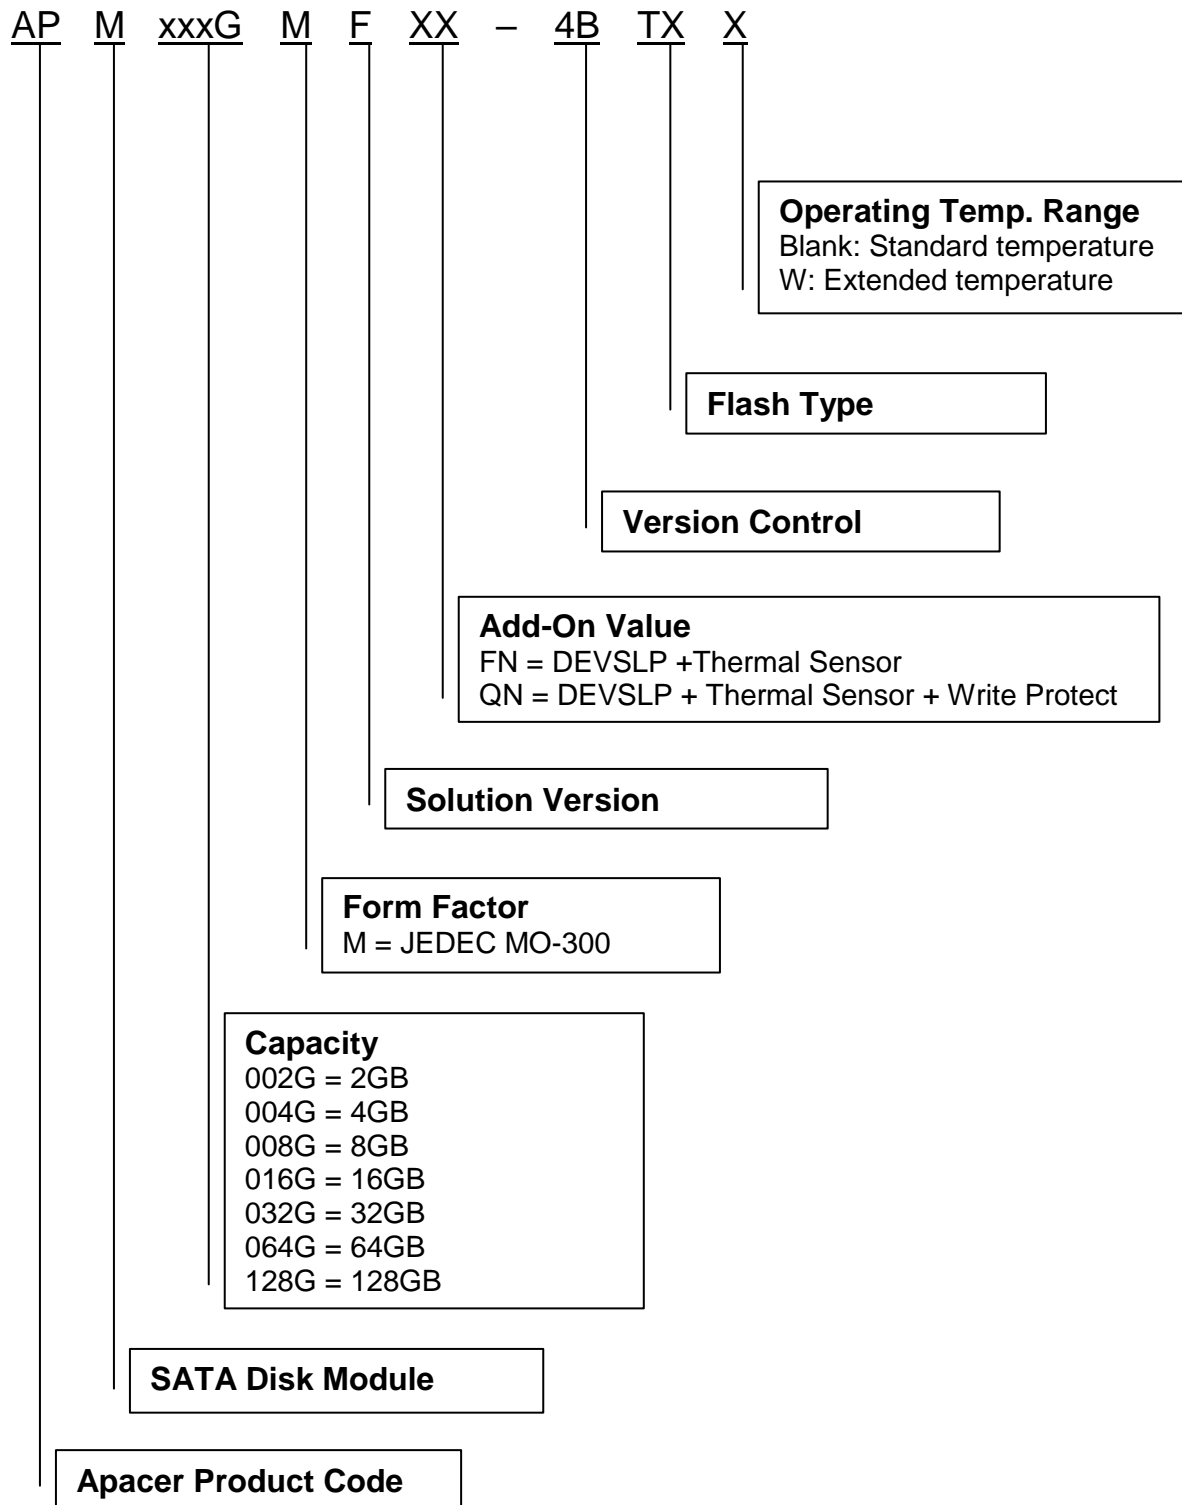 AP M xxxG M F XX – 4B TX X
Operating Temp. Range
Blank: Standard temperature
W: Extended temperature
Flash Type
Version Control
Add-On Value
FN = DEVSLP +Thermal Sensor
QN = DEVSLP + Thermal Sensor + Write Protect
Solution Version
Form Factor
M = JEDEC MO-300
Capacity
002G = 2GB
004G = 4GB
008G = 8GB
016G = 16GB
032G = 32GB
064G = 64GB
128G = 128GB
SATA Disk Module
Apacer Product Code